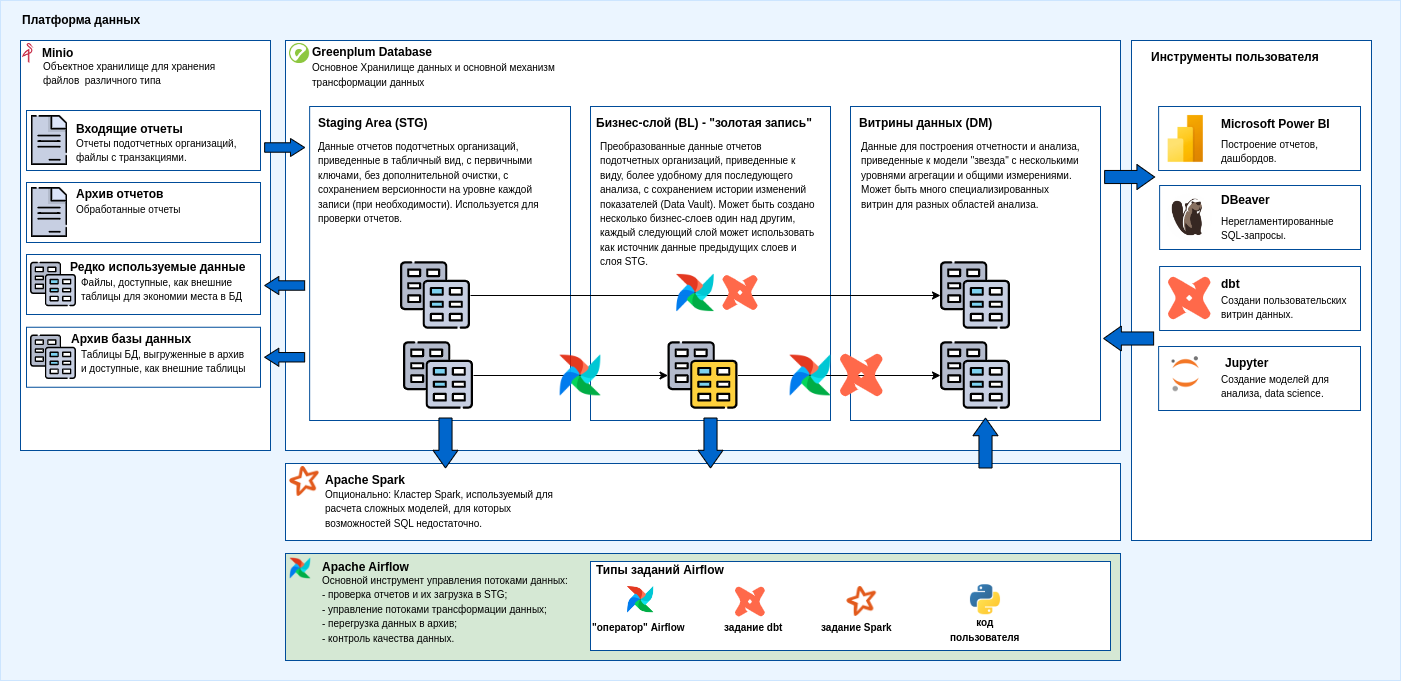 Платформа данных
Minio
Объектное хранилище для хранения
файлов различного типа
Входящие отчеты
Отчеты подотчетных организаций,
файлы с транзакциями.
Архив отчетов
Обработанные отчеты
Редко используемые данные
Файлы, доступные, как внешние
таблицы для экономии места в БД
Архив базы данных
Таблицы БД, выгруженные в архив
и доступные, как внешние таблицы
Greenplum Database
Основное Хранилище данных и основной механизм
трансформации данных
Staging Area (STG)
Данные отчетов подотчетных организаций,
приведенные в табличный вид, с первичными
ключами, без дополнительной очистки, с
сохранением версионности на уровне каждой
записи (при необходимости). Используется для
проверки отчетов.
Бизнес-слой (BL) - "золотая запись"
Преобразованные данные отчетов
подотчетных организаций, приведенные к
виду, более удобному для последующего
анализа, с сохранением истории изменений
показателей (Data Vault). Может быть создано
несколько бизнес-слоев один над другим,
каждый следующий слой может использовать
как источник данные предыдущих слоев и
слоя STG.
Витрины данных (DM)
Данные для построения отчетности и анализа,
приведенные к модели "звезда" с несколькими
уровнями агрегации и общими измерениями.
Может быть много специализированных
витрин для разных областей анализа.
Apache Spark
Опционально: Кластер Spark, используемый для
расчета сложных моделей, для которых
возможностей SQL недостаточно.
Apache Airflow
Основной инструмент управления потоками данных:
- проверка отчетов и их загрузка в STG;
- управление потоками трансформации данных;
- перегрузка данных в архив;
- контроль качества данных.
Типы заданий Airflow
"оператор" Airflow
задание dbt
задание Spark
код
пользователя
Инструменты пользователя
Microsoft Power BI
Построение отчетов,
дашбордов.
DBeaver
Нерегламентированные
SQL-запросы.
dbt
Создани пользовательских
витрин данных.
Jupyter
Создание моделей для
анализа, data science.